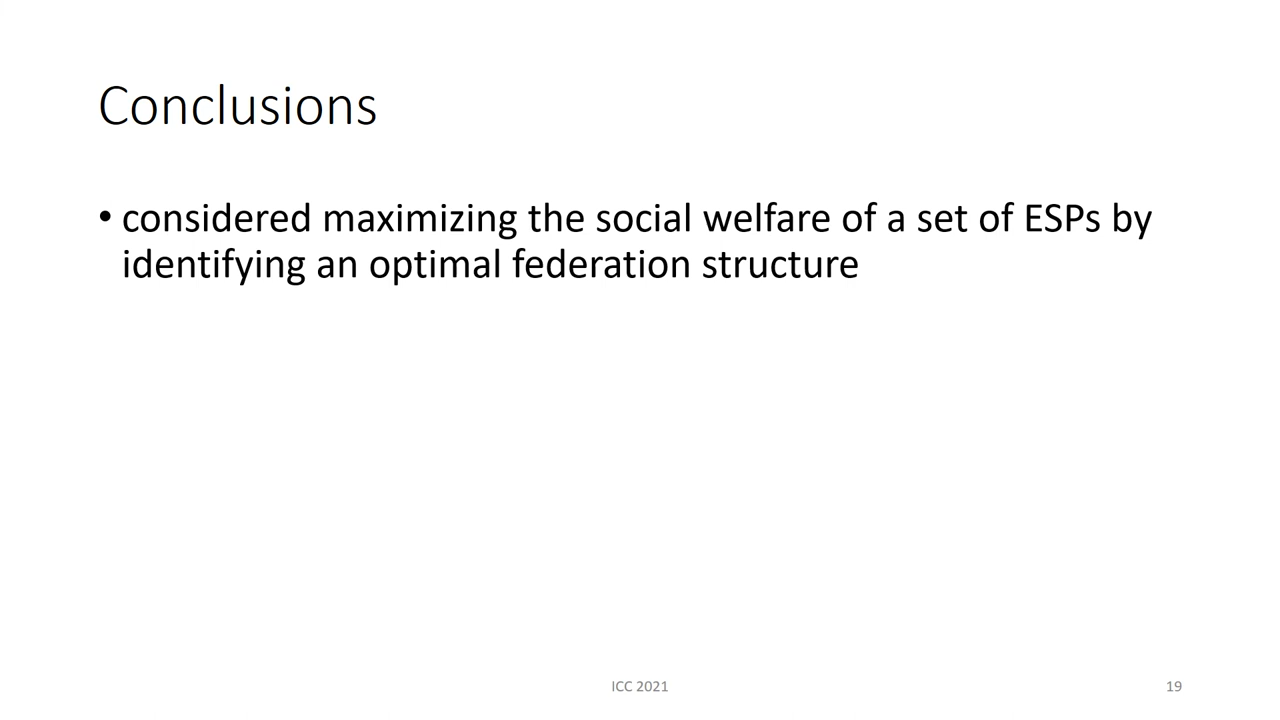 Conclusions
• considered maximizing the social welfare of a set of ESPs by
identifying an optimal federation structure
ICC 2021
19